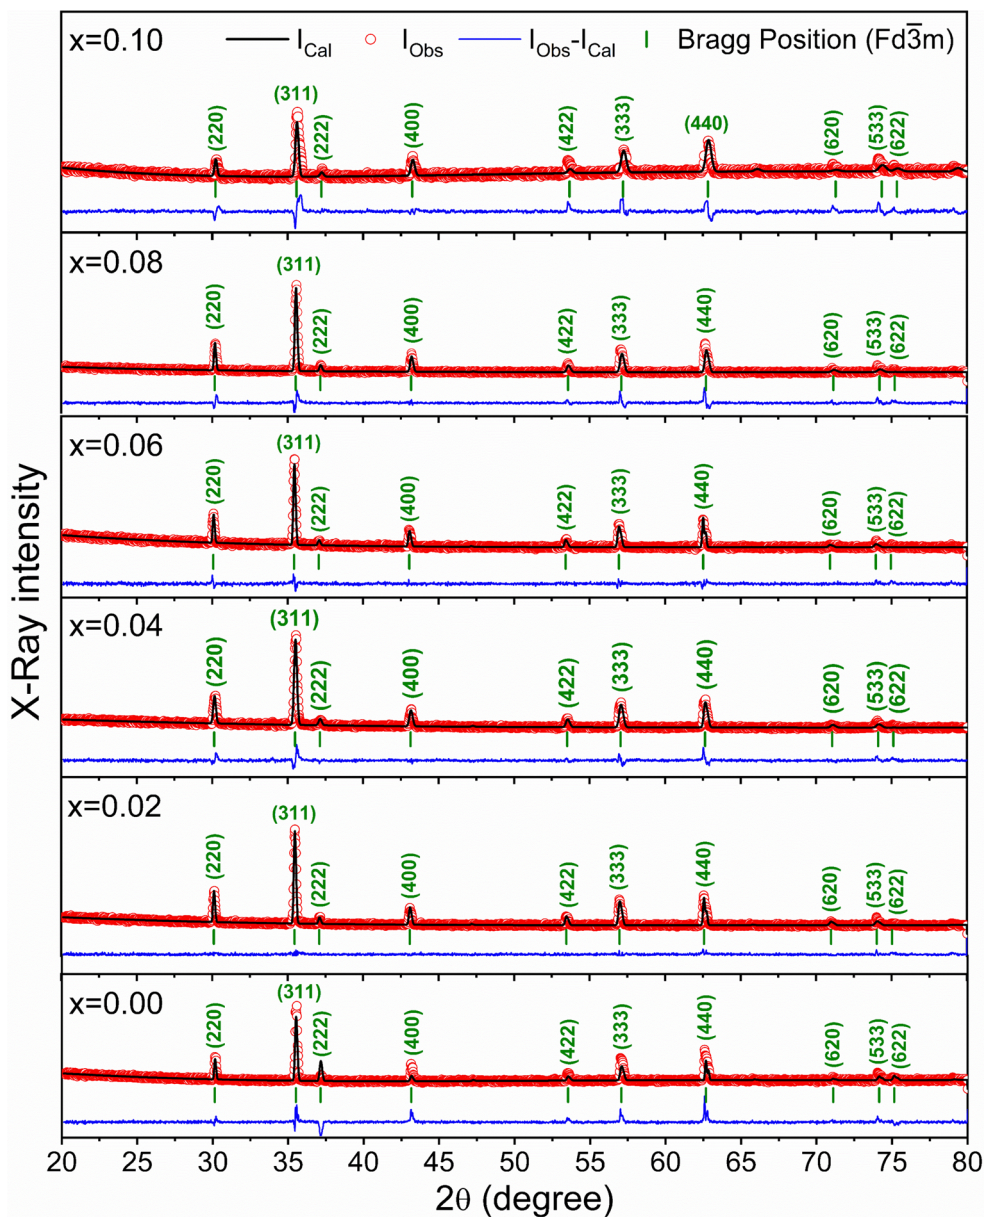 x=0.10 I_Cal I_Obs I_Obs-I_Cal Bragg Position (Fd3̅m)
(220) (311) (222) (400) (422) (333) (440) (620) (533) (622)
x=0.08
(220) (311) (222) (400) (422) (333) (440) (620) (533) (622)
x=0.06
(220) (311) (222) (400) (422) (333) (440) (620) (533) (622)
x=0.04
(220) (311) (222) (400) (422) (333) (440) (620) (533) (622)
x=0.02
(220) (311) (222) (400) (422) (333) (440) (620) (533) (622)
x=0.00
(220) (311) (222) (400) (422) (333) (440) (620) (533) (622)
20 25 30 35 40 45 50 55 60 65 70 75 80
2θ (degree)
X-Ray intensity